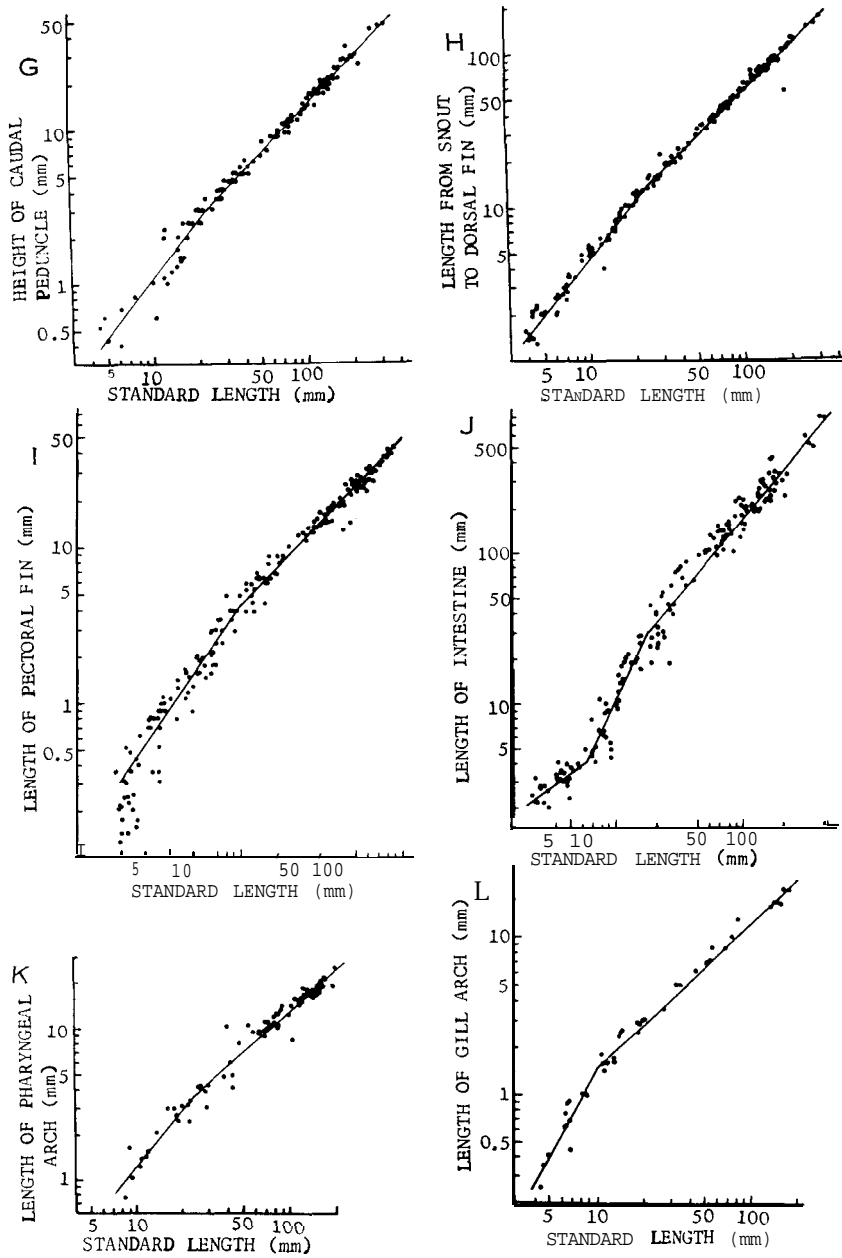 G
50
10
5
1
0.5
HEIGHT OF CAUDAL
PEDUNCLE (mm)
5 10 50 100
STANDARD LENGTH (mm)
H
100
50
10
5
LENGTH FROM SNOUT
TO DORSAL FIN (mm)
5 10 50 100
STANDARD LENGTH (mm)
I
50
10
5
1
0.5
LENGTH OF PECTORAL FIN (mm)
5 10 50 100
STANDARD LENGTH (mm)
J
500
100
50
10
5
LENGTH OF INTESTINE (mm)
5 10 50 100
STANDARD LENGTH (mm)
K
10
5
1
LENGTH OF PHARYNGEAL
ARCH (mm)
5 10 50 100
STANDARD LENGTH (mm)
L
10
5
1
0.5
LENGTH OF GILL ARCH (mm)
5 10 50 100
STANDARD LENGTH (mm)